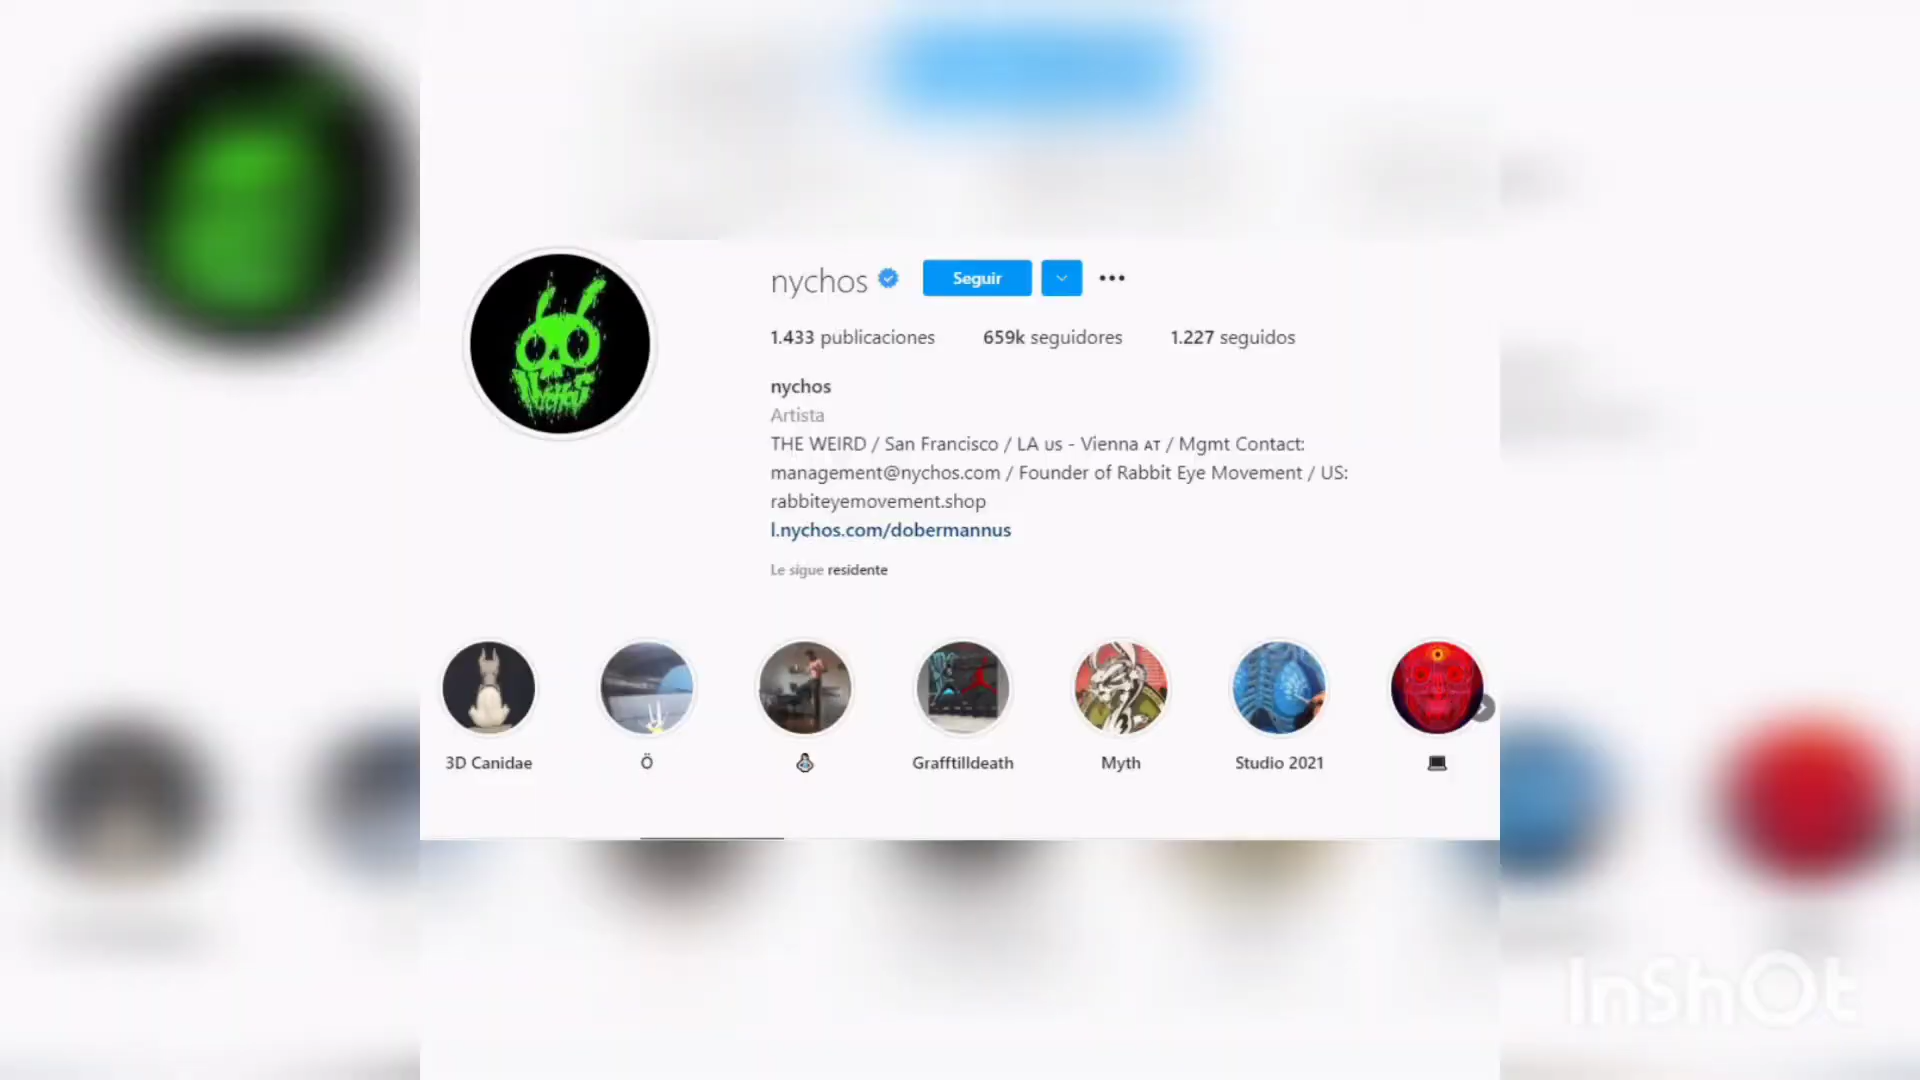 nychos Seguir
1.433 publicaciones 659k seguidores 1.227 seguidos
nychos
Artista
THE WEIRD / San Francisco / LA us - Vienna AT / Mgmt Contact:
management@nychos.com / Founder of Rabbit Eye Movement / US:
rabbiteyemovement.shop
l.nychos.com/dobermannus
Le sigue residente
NYCHOS
3D Canidae Ö Grafftilldeath Myth Studio 2021
InShOt